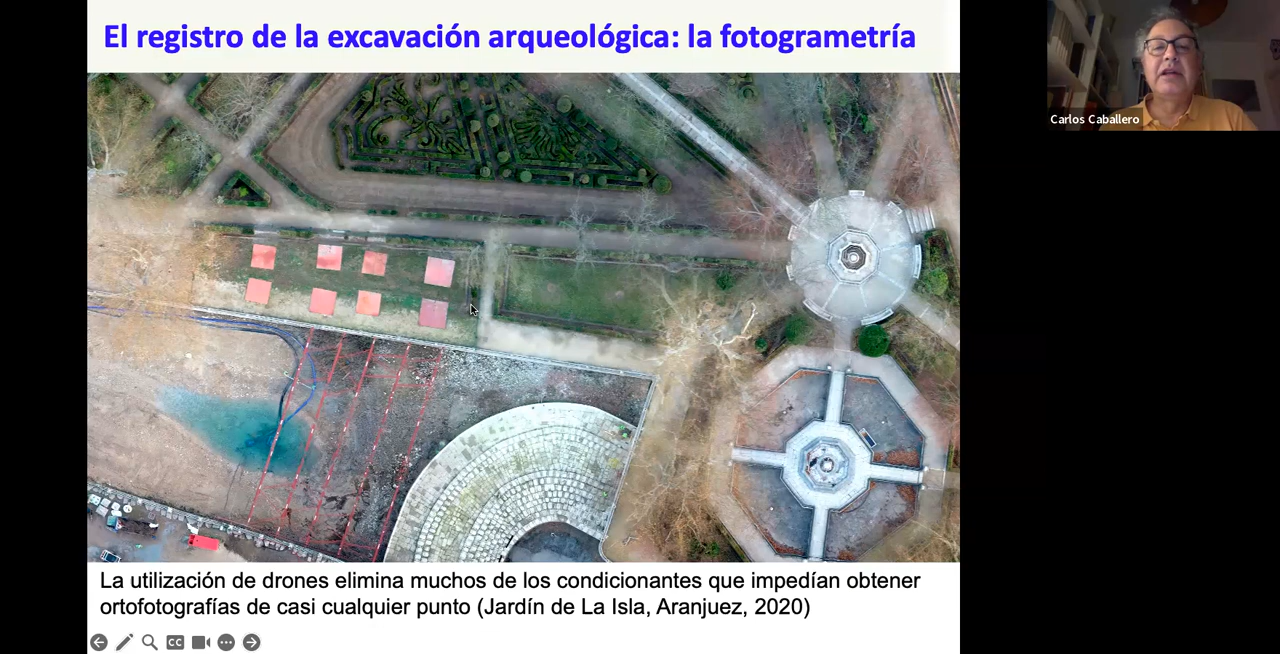 El registro de la excavación arqueológica: la fotogrametría
Carlos Caballero
La utilización de drones elimina muchos de los condicionantes que impedían obtener
ortofotografías de casi cualquier punto (Jardín de La Isla, Aranjuez, 2020)
CC